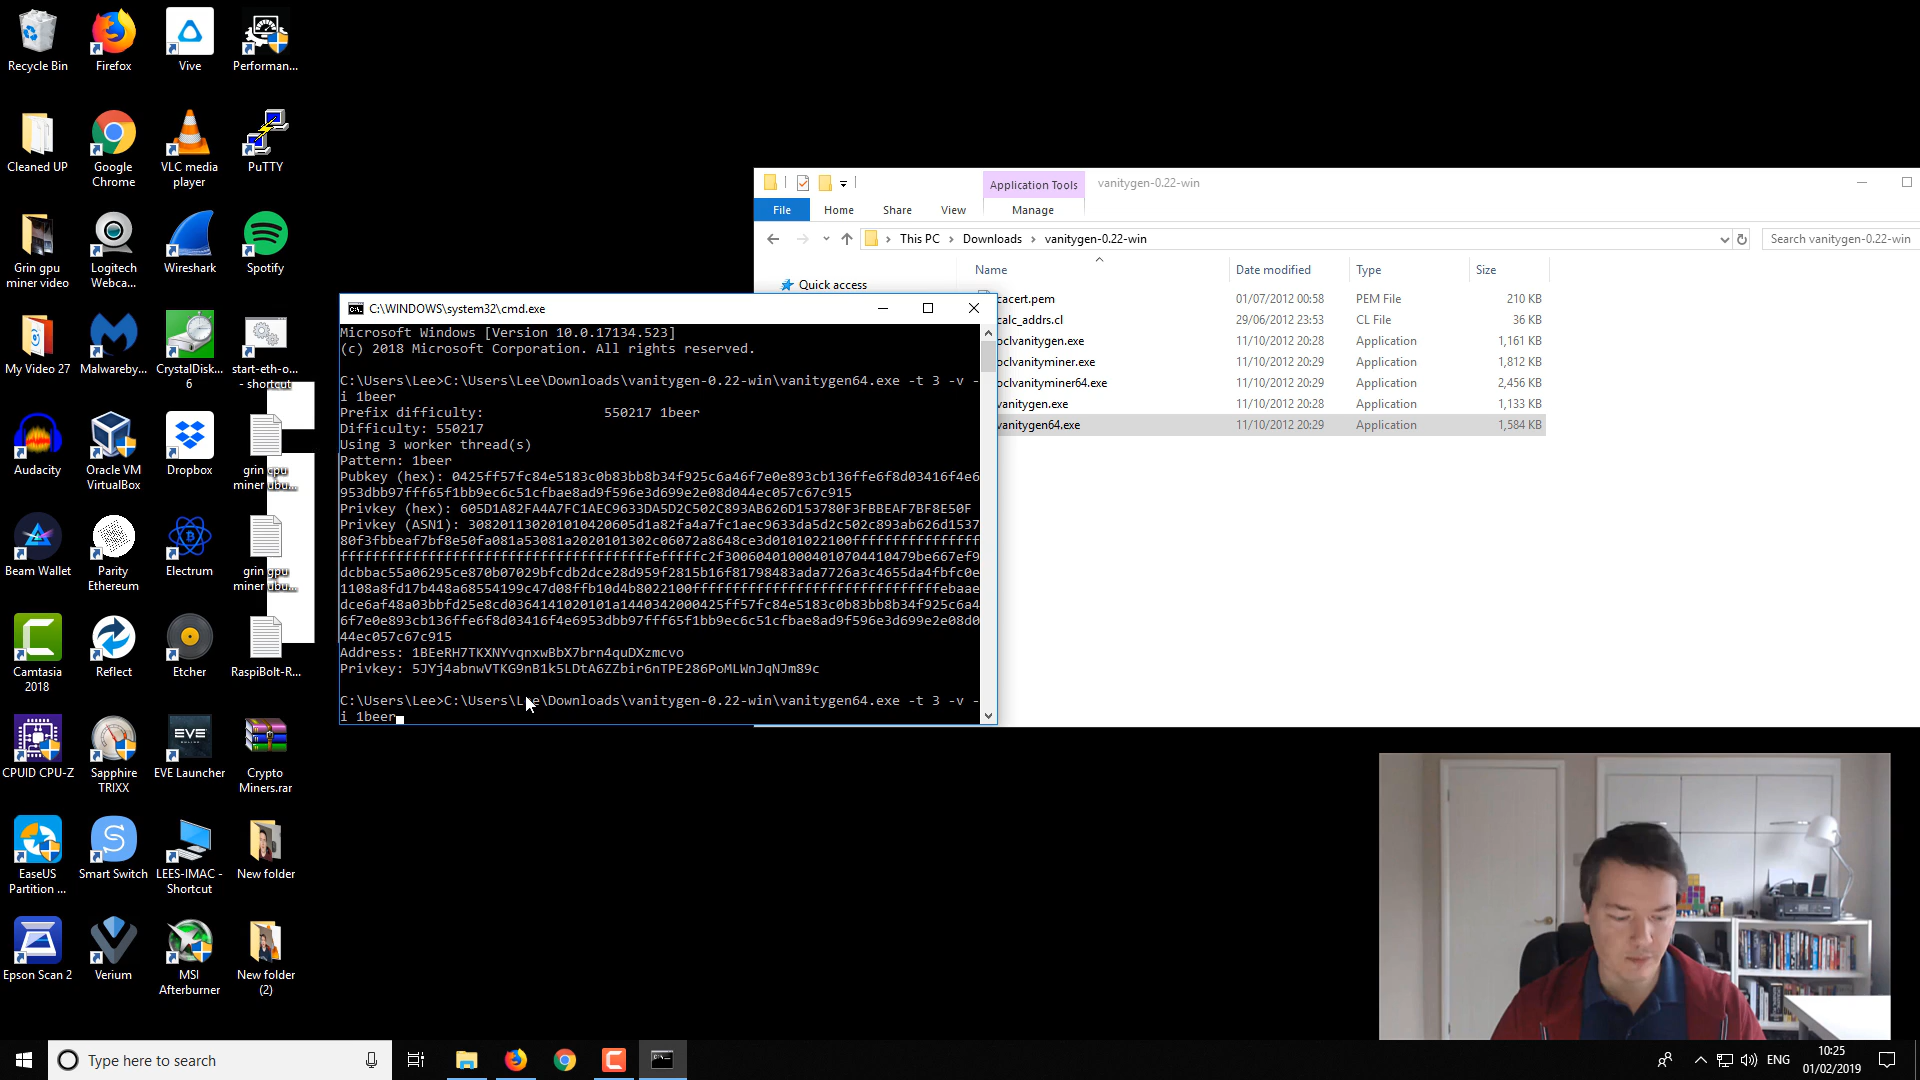 Recycle Bin
Firefox
Vive
Performan...
Cleaned UP
Google Chrome
VLC media player
PuTTY
Grin gpu miner video
Logitech Webca...
Wireshark
Spotify
My Video 27
Malwareby...
CrystalDisk... 6
start-eth-o... - shortcut
Audacity
Oracle VM VirtualBox
Dropbox
grin cpu miner ubu...
Beam Wallet
Parity Ethereum
Electrum
grin gpu miner ubu...
Camtasia 2018
Reflect
Etcher
RaspiBolt-R...
CPUID CPU-Z
Sapphire TRIXX
EVE Launcher
Crypto Miners.rar
EaseUS Partition ...
Smart Switch
LEES-IMAC - Shortcut
New folder
Epson Scan 2
Verium
MSI Afterburner
New folder (2)
Application Tools
vanitygen-0.22-win
File
Home
Share
View
Manage
This PC
Downloads
vanitygen-0.22-win
Search vanitygen-0.22-win
Quick access
Name
Date modified
Type
Size
cacert.pem 01/07/2012 00:58 PEM File 210 KB
calc_addrs.cl 29/06/2012 23:53 CL File 36 KB
oclvanitygen.exe 11/10/2012 20:28 Application 1,161 KB
oclvanityminer.exe 11/10/2012 20:29 Application 1,812 KB
oclvanityminer64.exe 11/10/2012 20:29 Application 2,456 KB
vanitygen.exe 11/10/2012 20:28 Application 1,133 KB
vanitygen64.exe 11/10/2012 20:29 Application 1,584 KB
C:\WINDOWS\system32\cmd.exe
Microsoft Windows [Version 10.0.17134.523]
(c) 2018 Microsoft Corporation. All rights reserved.
C:\Users\Lee>C:\Users\Lee\Downloads\vanitygen-0.22-win\vanitygen64.exe -t 3 -v -
i 1beer
Prefix difficulty: 550217 1beer
Difficulty: 550217
Using 3 worker thread(s)
Pattern: 1beer
Pubkey (hex): 0425ff57fc84e5183c0b83bb8b34f925c6a46f7e0e893cb136ffe6f8d03416f4e6
953dbb97fff65f1bb9ec6c51cfbae8ad9f596e3d699e2e08d044ec057c67c915
Privkey (hex): 605D1A82FA4A7FC1AEC9633DA5D2C502C893AB626D153780F3FBBEAF7BF8E50F
Privkey (ASN1): 308201130201010420605d1a82fa4a7fc1aec9633da5d2c502c893ab626d1537
80f3fbbeaf7bf8e50fa081a53081a2020101302c06072a8648ce3d0101022100ffffffffffffffff
fffffffffffffffffffffffffffffffffffffffefffffc2f300604010004010704410479be667ef9
dcbbac55a06295ce870b07029bfcdb2dce28d959f2815b16f81798483ada7726a3c4655da4fbfc0e
1108a8fd17b448a68554199c47d08ffb10d4b8022100ffffffffffffffffffffffffffffffffebaae
dce6af48a03bbfd25e8cd0364141020101a1440342000425ff57fc84e5183c0b83bb8b34f925c6a4
6f7e0e893cb136ffe6f8d03416f4e6953dbb97fff65f1bb9ec6c51cfbae8ad9f596e3d699e2e08d0
44ec057c67c915
Address: 1BEeRH7TKXNYvqnxwBbX7brn4quDXzmcvo
Privkey: 5JYj4abnwVTKG9nB1k5LDtA6ZZbir6nTPE286PoMLWnJqNJm89c
C:\Users\Lee>C:\Users\Lee\Downloads\vanitygen-0.22-win\vanitygen64.exe -t 3 -v -
i 1beer
Type here to search
ENG
10:25
01/02/2019